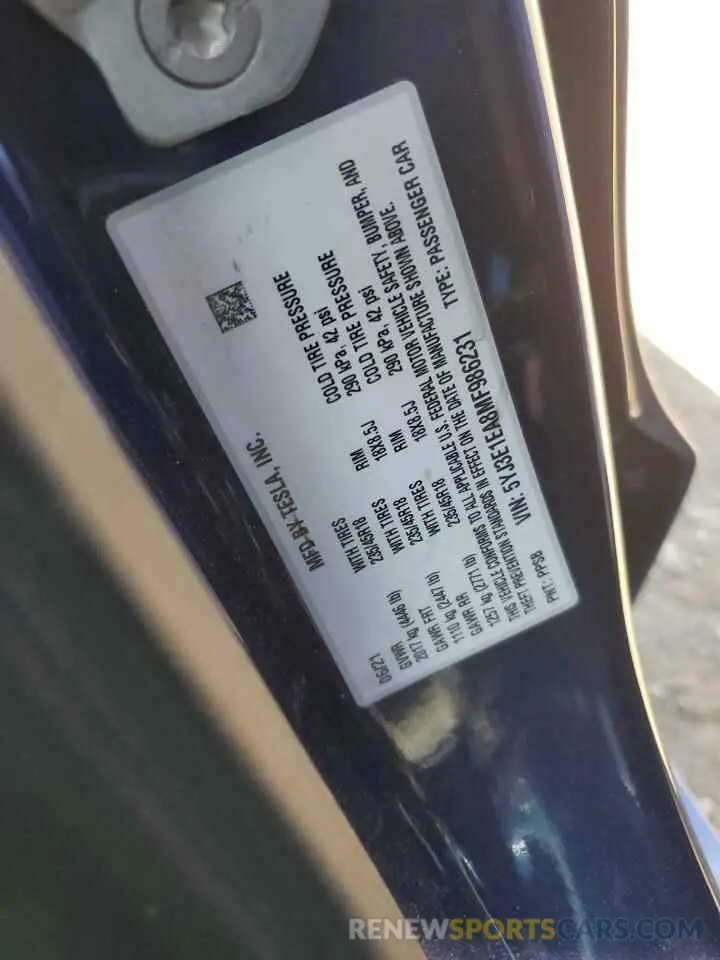 MFD.BY: TESLA, INC.
06/21
GVWR
2017 kg (4446 lb)
WITH TIRES
235/45R18
RIM
18X8.5J
COLD TIRE PRESSURE
290 kPa, 42 psi
GAWR FRT
1110 kg (2447 lb)
WITH TIRES
235/45R18
RIM
18X8.5J
COLD TIRE PRESSURE
290 kPa, 42 psi
GAWR RR
1257 kg (2771 lb)
WITH TIRES
235/45R18
RIM
18X8.5J
COLD TIRE PRESSURE
290 kPa, 42 psi
THIS VEHICLE CONFORMS TO ALL APPLICABLE U.S. FEDERAL MOTOR VEHICLE SAFETY, BUMPER, AND
THEFT PREVENTION STANDARDS IN EFFECT ON THE DATE OF MANUFACTURE SHOWN ABOVE.
PNT: PPSB
VIN: 5YJ3E1EA8MF986231
TYPE: PASSENGER CAR
RENEWSPORTSCARS.COM